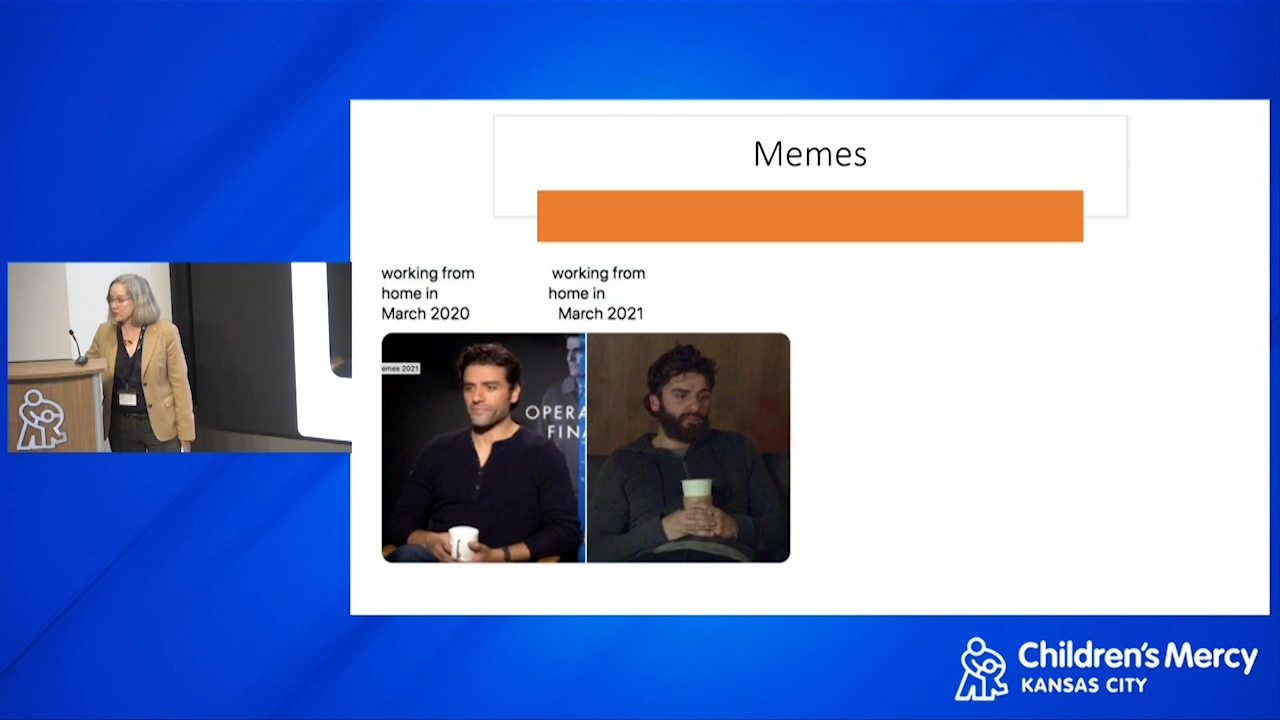 Memes
working from
home in
March 2020
working from
home in
March 2021
emes 2021
OPERA
FINA
Children's Mercy
KANSAS CITY